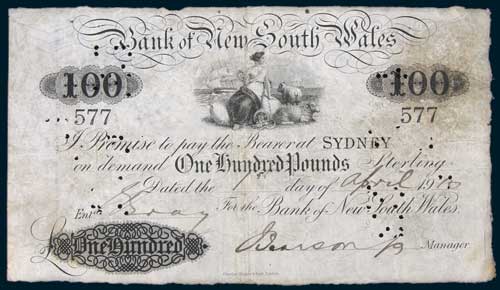 Bank of New South Wales
100 100
577 577
I Promise to pay the Bearer at SYDNEY
on demand One Hundred Pounds Sterling
Dated the 1 day of April 1910
Ent^d For the Bank of New South Wales.
£ One Hundred Manager